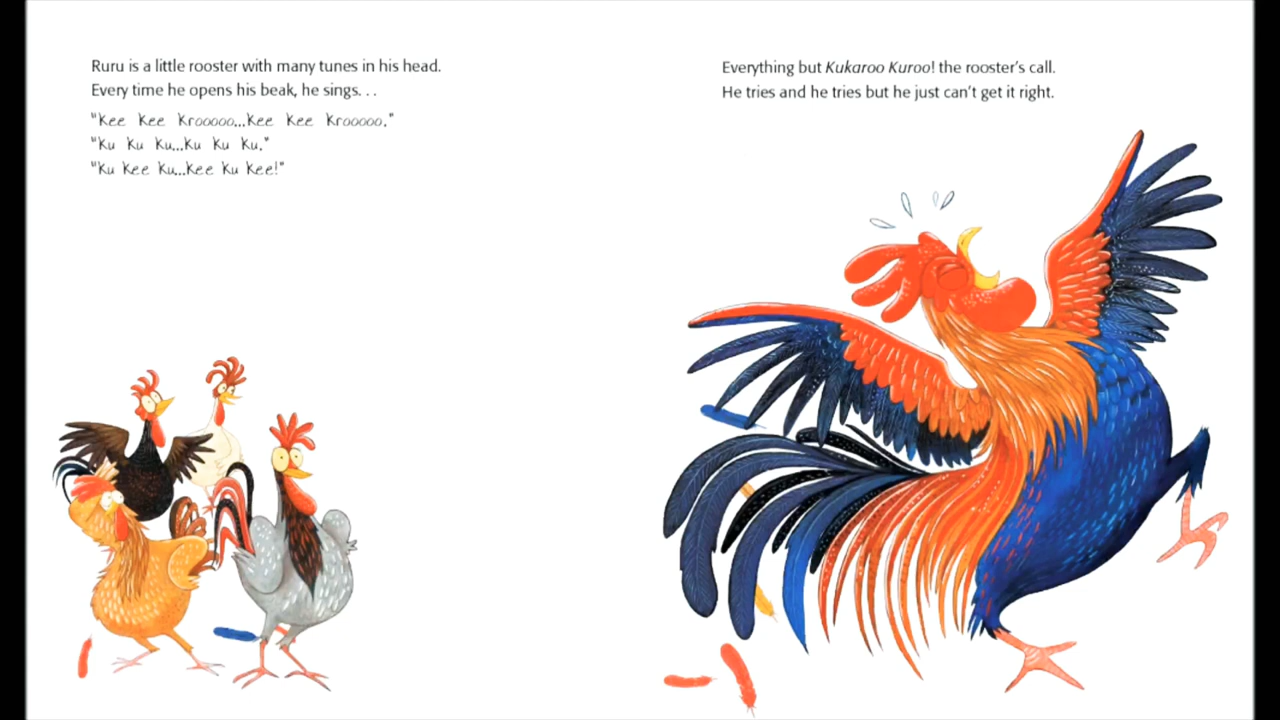 Ruru is a little rooster with many tunes in his head.
Every time he opens his beak, he sings. . .
"Kee Kee Krooooo...Kee Kee Krooooo."
"Ku Ku Ku...Ku Ku Ku."
"Ku Kee Ku...Kee Ku Kee!"
Everything but Kukaroo Kuroo! the rooster's call.
He tries and he tries but he just can't get it right.